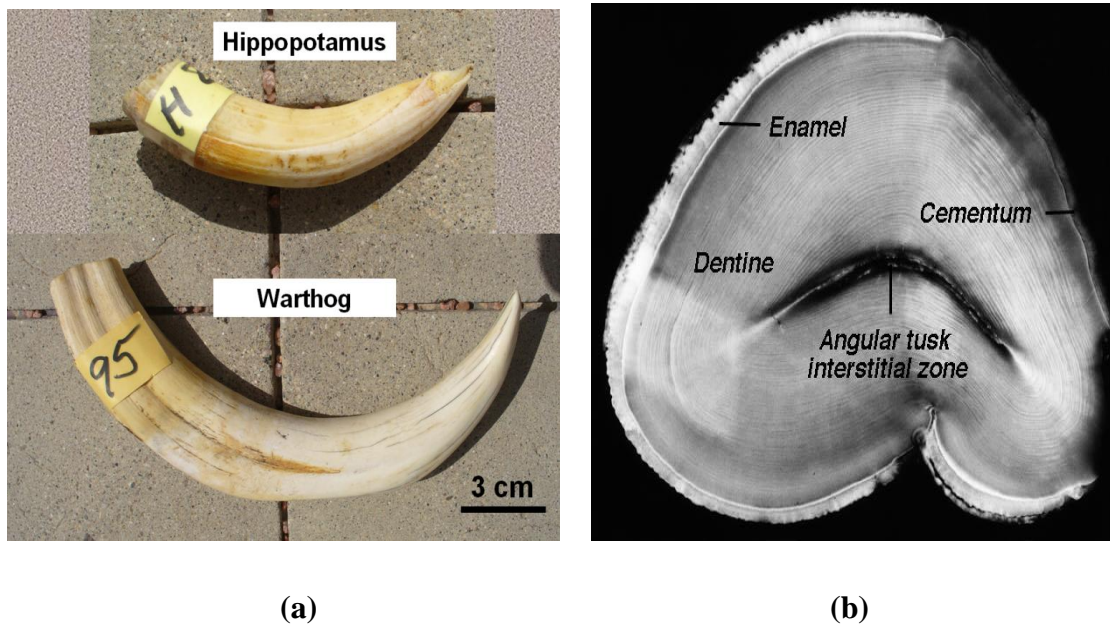 Hippopotamus
H
Warthog
95
3 cm
Enamel
Cementum
Dentine
Angular tusk
interstitial zone
(a)
(b)